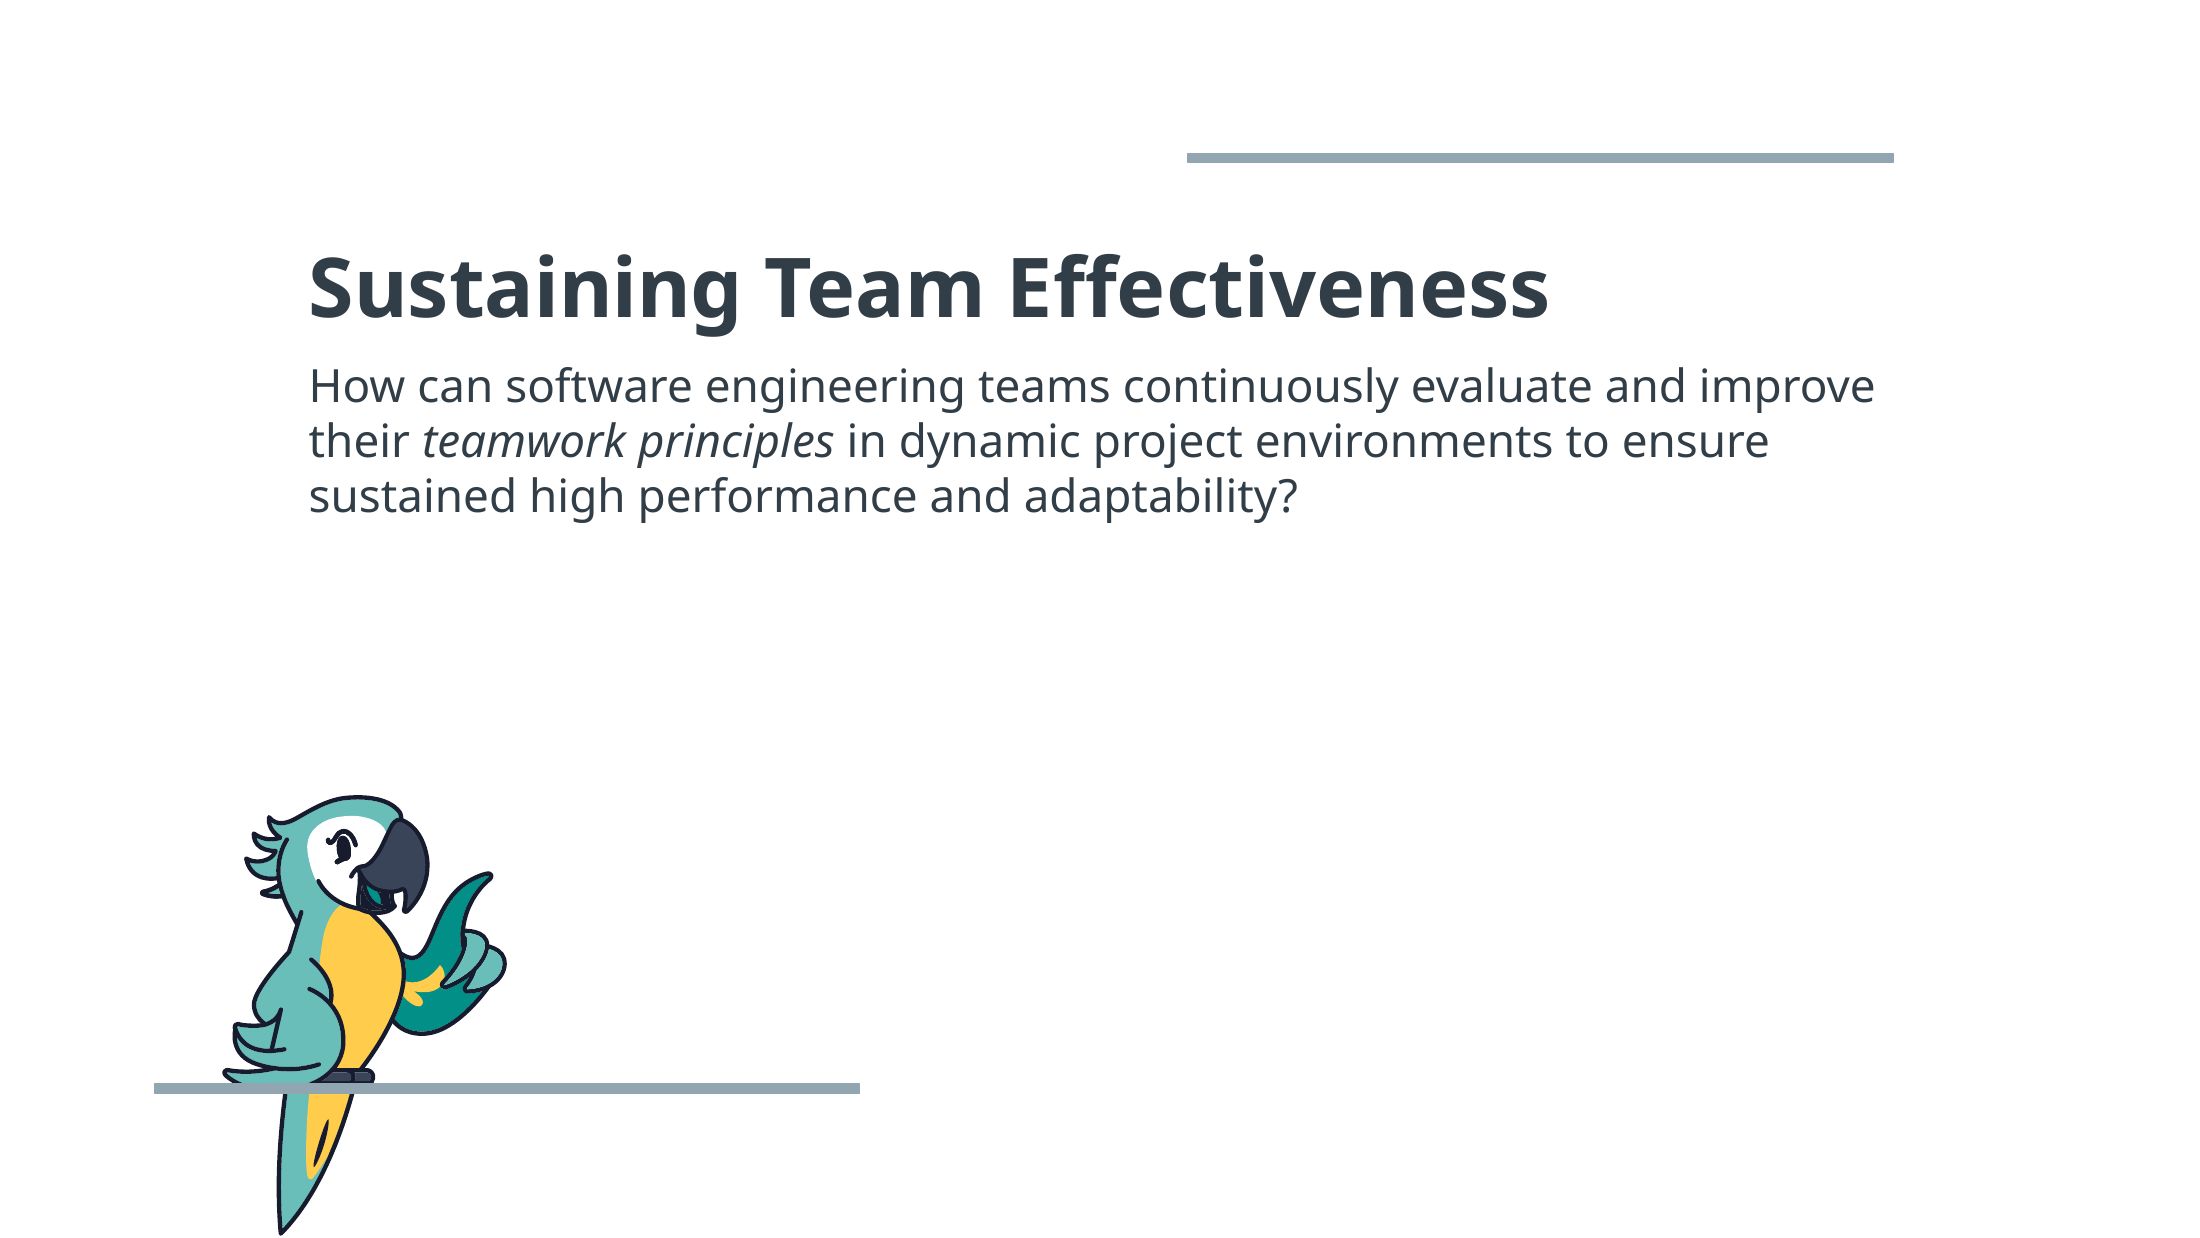 Sustaining Team Effectiveness
How can software engineering teams continuously evaluate and improve
their teamwork principles in dynamic project environments to ensure
sustained high performance and adaptability?